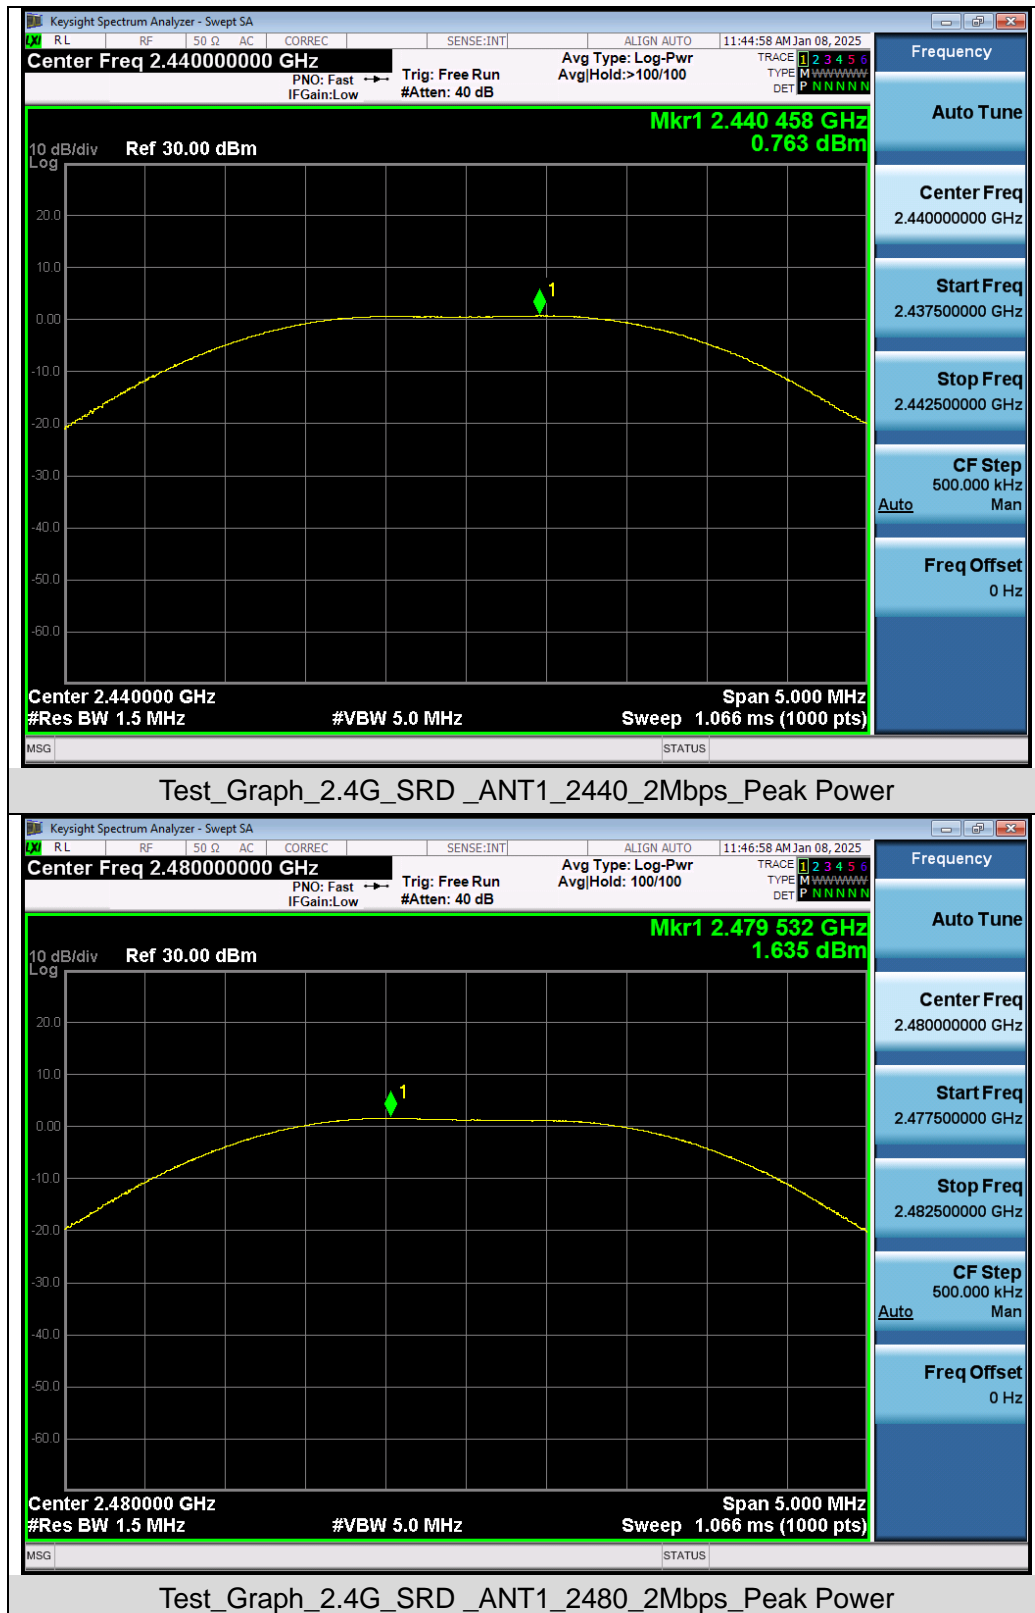 Keysight Spectrum Analyzer - Swept SA
LXI RL RF 50 Ω AC CORREC SENSE:INT ALIGN AUTO 11:44:58 AM Jan 08, 2025
Center Freq 2.440000000 GHz
PNO: Fast
IFGain:Low
Trig: Free Run
#Atten: 40 dB
Avg Type: Log-Pwr
Avg|Hold:>100/100
TRACE 1 2 3 4 5 6
TYPE M WWWWW
DET P N N N N N
Mkr1 2.440 458 GHz
0.763 dBm
10 dB/div Ref 30.00 dBm
Log
20.0
10.0
1
0.00
-10.0
-20.0
-30.0
-40.0
-50.0
-60.0
Center 2.440000 GHz Span 5.000 MHz
#Res BW 1.5 MHz #VBW 5.0 MHz Sweep 1.066 ms (1000 pts)
MSG STATUS
Frequency
Auto Tune
Center Freq
2.440000000 GHz
Start Freq
2.437500000 GHz
Stop Freq
2.442500000 GHz
CF Step
500.000 kHz
Auto Man
Freq Offset
0 Hz
Test_Graph_2.4G_SRD _ANT1_2440_2Mbps_Peak Power
Keysight Spectrum Analyzer - Swept SA
LXI RL RF 50 Ω AC CORREC SENSE:INT ALIGN AUTO 11:46:58 AM Jan 08, 2025
Center Freq 2.480000000 GHz
PNO: Fast
IFGain:Low
Trig: Free Run
#Atten: 40 dB
Avg Type: Log-Pwr
Avg|Hold: 100/100
TRACE 1 2 3 4 5 6
TYPE M WWWWW
DET P N N N N N
Mkr1 2.479 532 GHz
1.635 dBm
10 dB/div Ref 30.00 dBm
Log
20.0
10.0
1
0.00
-10.0
-20.0
-30.0
-40.0
-50.0
-60.0
Center 2.480000 GHz Span 5.000 MHz
#Res BW 1.5 MHz #VBW 5.0 MHz Sweep 1.066 ms (1000 pts)
MSG STATUS
Frequency
Auto Tune
Center Freq
2.480000000 GHz
Start Freq
2.477500000 GHz
Stop Freq
2.482500000 GHz
CF Step
500.000 kHz
Auto Man
Freq Offset
0 Hz
Test_Graph_2.4G_SRD _ANT1_2480_2Mbps_Peak Power